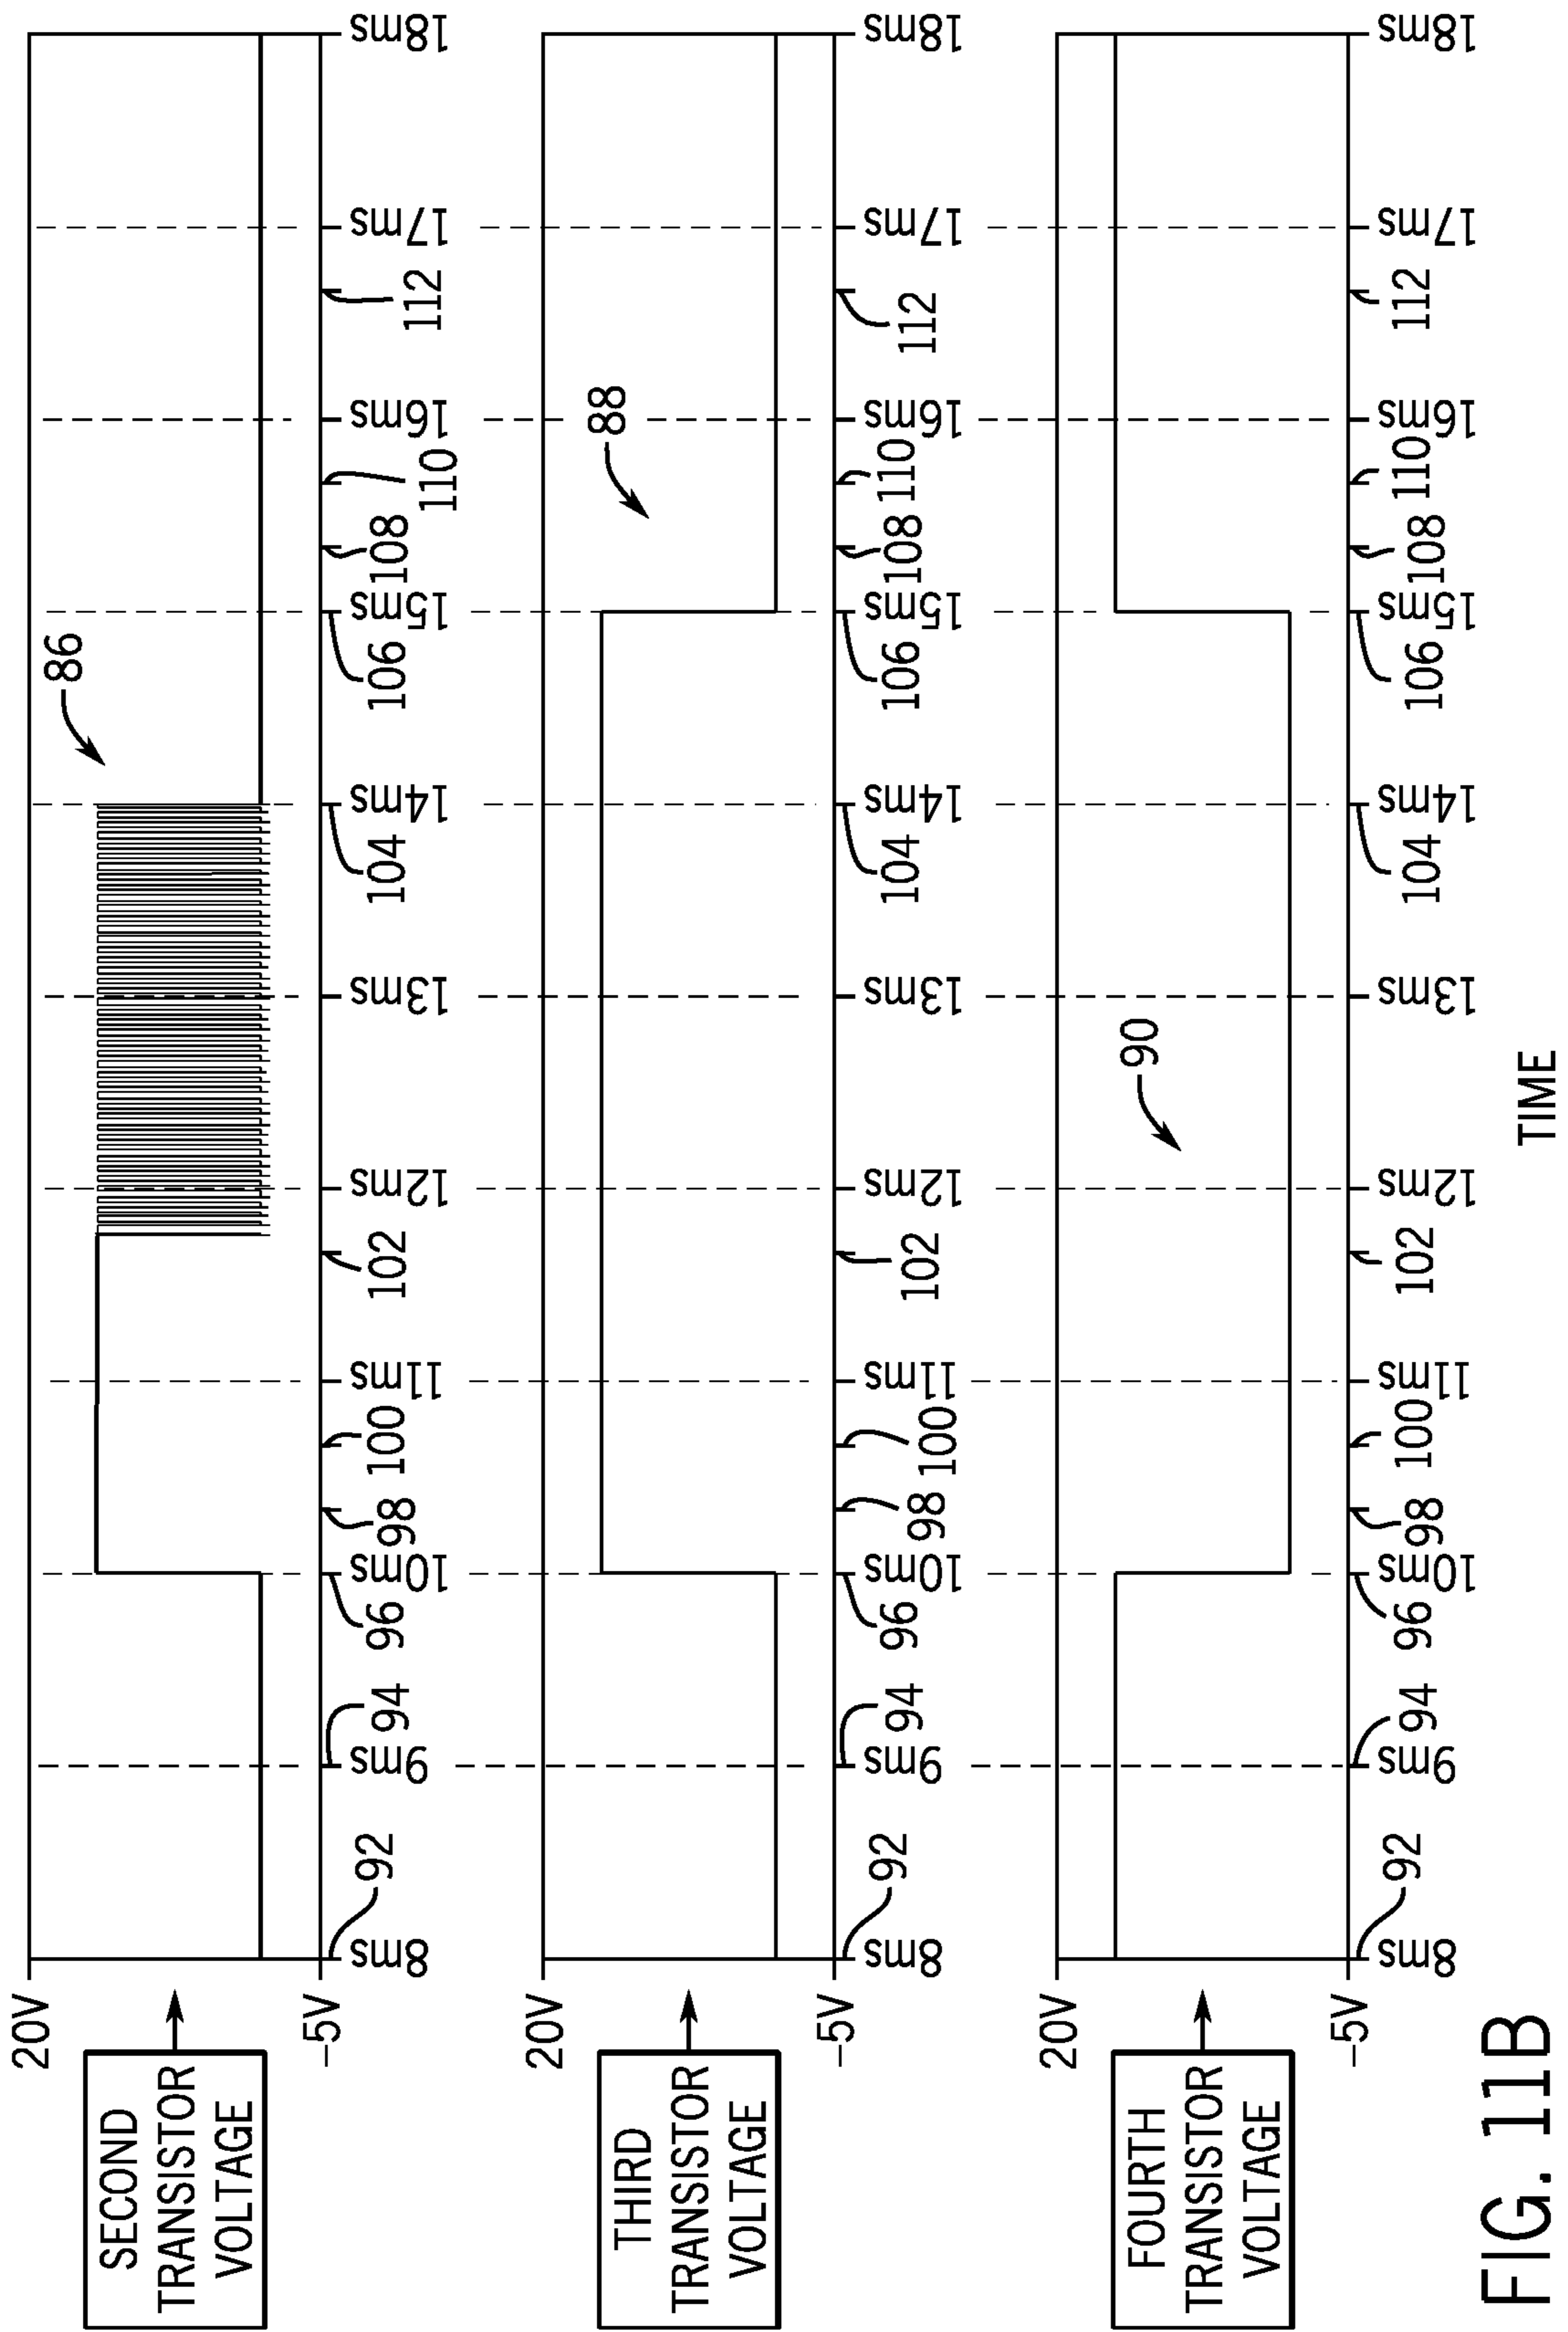 86
20V
SECOND
TRANSISTOR
VOLTAGE
-5V
8ms 9ms 10ms 11ms 12ms 13ms 14ms 15ms 16ms 17ms 18ms
92 94 96 98 100 102 104 106 108 110 112
20V
88
THIRD
TRANSISTOR
VOLTAGE
-5V
8ms 9ms 10ms 11ms 12ms 13ms 14ms 15ms 16ms 17ms 18ms
92 94 96 98 100 102 104 106 108 110 112
20V
90
FOURTH
TRANSISTOR
VOLTAGE
-5V
8ms 9ms 10ms 11ms 12ms 13ms 14ms 15ms 16ms 17ms 18ms
92 94 96 98 100 102 104 106 108 110 112
TIME
FIG. 11B